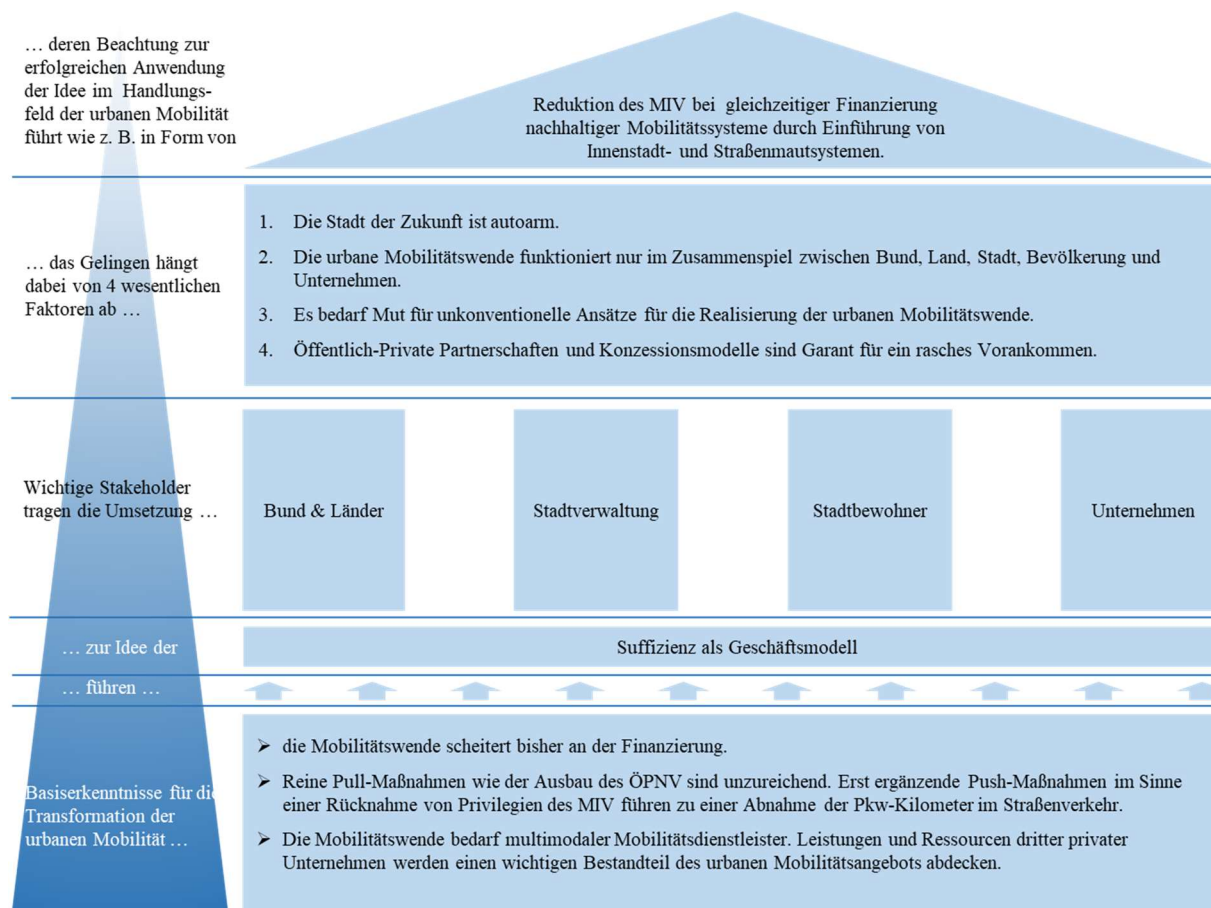 … deren Beachtung zur
erfolgreichen Anwendung
der Idee im Handlungs-
feld der urbanen Mobilität
führt wie z. B. in Form von
Reduktion des MIV bei gleichzeitiger Finanzierung
nachhaltiger Mobilitätssysteme durch Einführung von
Innenstadt- und Straßenmautsystemen.
… das Gelingen hängt
dabei von 4 wesentlichen
Faktoren ab …
1. Die Stadt der Zukunft ist autoarm.
2. Die urbane Mobilitätswende funktioniert nur im Zusammenspiel zwischen Bund, Land, Stadt, Bevölkerung und
Unternehmen.
3. Es bedarf Mut für unkonventionelle Ansätze für die Realisierung der urbanen Mobilitätswende.
4. Öffentlich-Private Partnerschaften und Konzessionsmodelle sind Garant für ein rasches Vorankommen.
Wichtige Stakeholder
tragen die Umsetzung …
Bund & Länder
Stadtverwaltung
Stadtbewohner
Unternehmen
… zur Idee der
Suffizienz als Geschäftsmodell
… führen …
Basiserkenntnisse für die
Transformation der
urbanen Mobilität …
➢ die Mobilitätswende scheitert bisher an der Finanzierung.
➢ Reine Pull-Maßnahmen wie der Ausbau des ÖPNV sind unzureichend. Erst ergänzende Push-Maßnahmen im Sinne
einer Rücknahme von Privilegien des MIV führen zu einer Abnahme der Pkw-Kilometer im Straßenverkehr.
➢ Die Mobilitätswende bedarf multimodaler Mobilitätsdienstleister. Leistungen und Ressourcen dritter privater
Unternehmen werden einen wichtigen Bestandteil des urbanen Mobilitätsangebots abdecken.